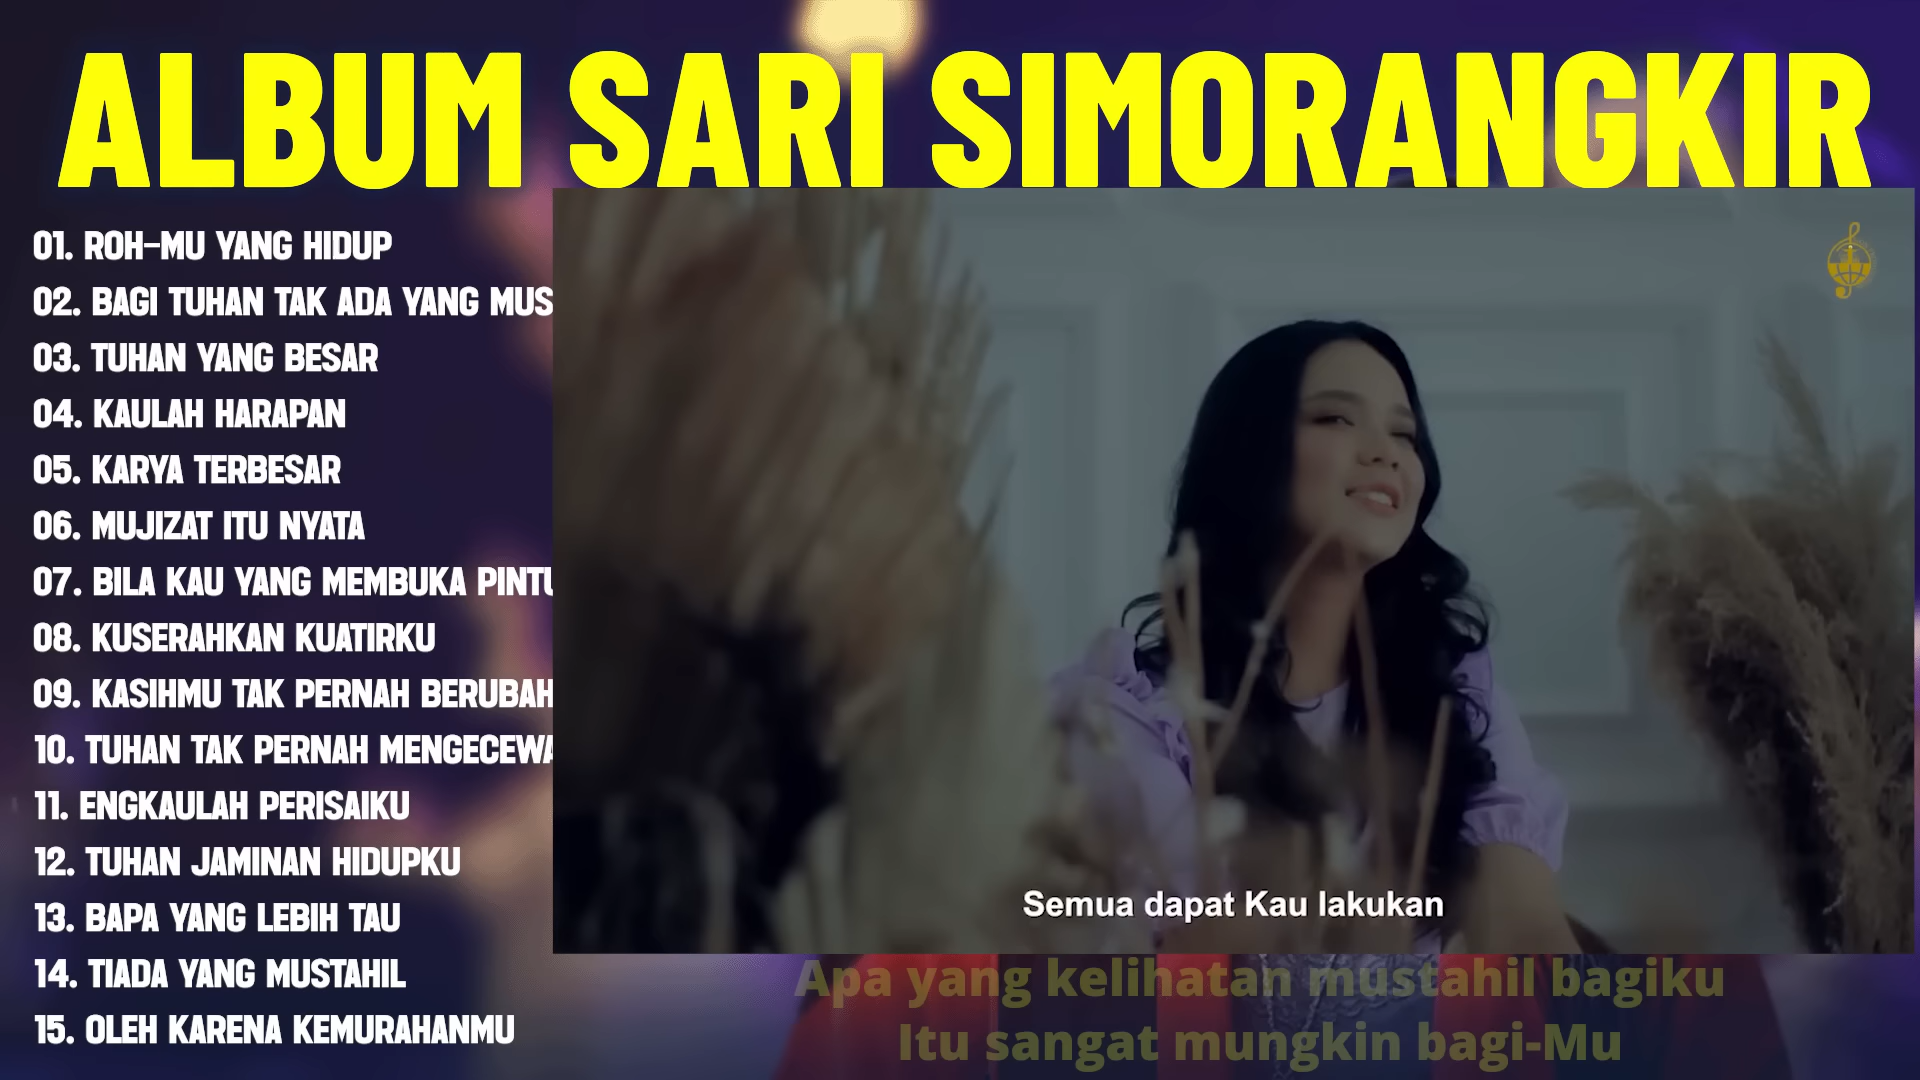 ALBUM SARI SIMORANGKIR
01. ROH-MU YANG HIDUP
02. BAGI TUHAN TAK ADA YANG MUS
03. TUHAN YANG BESAR
04. KAULAH HARAPAN
05. KARYA TERBESAR
06. MUJIZAT ITU NYATA
07. BILA KAU YANG MEMBUKA PINTU
08. KUSERAHKAN KUATIRKU
09. KASIHMU TAK PERNAH BERUBAH
10. TUHAN TAK PERNAH MENGECEWA
11. ENGKAULAH PERISAIKU
12. TUHAN JAMINAN HIDUPKU
13. BAPA YANG LEBIH TAU
14. TIADA YANG MUSTAHIL
15. OLEH KARENA KEMURAHANMU
Semua dapat Kau lakukan
Apa yang kelihatan mustahil bagiku
Itu sangat mungkin bagi-Mu